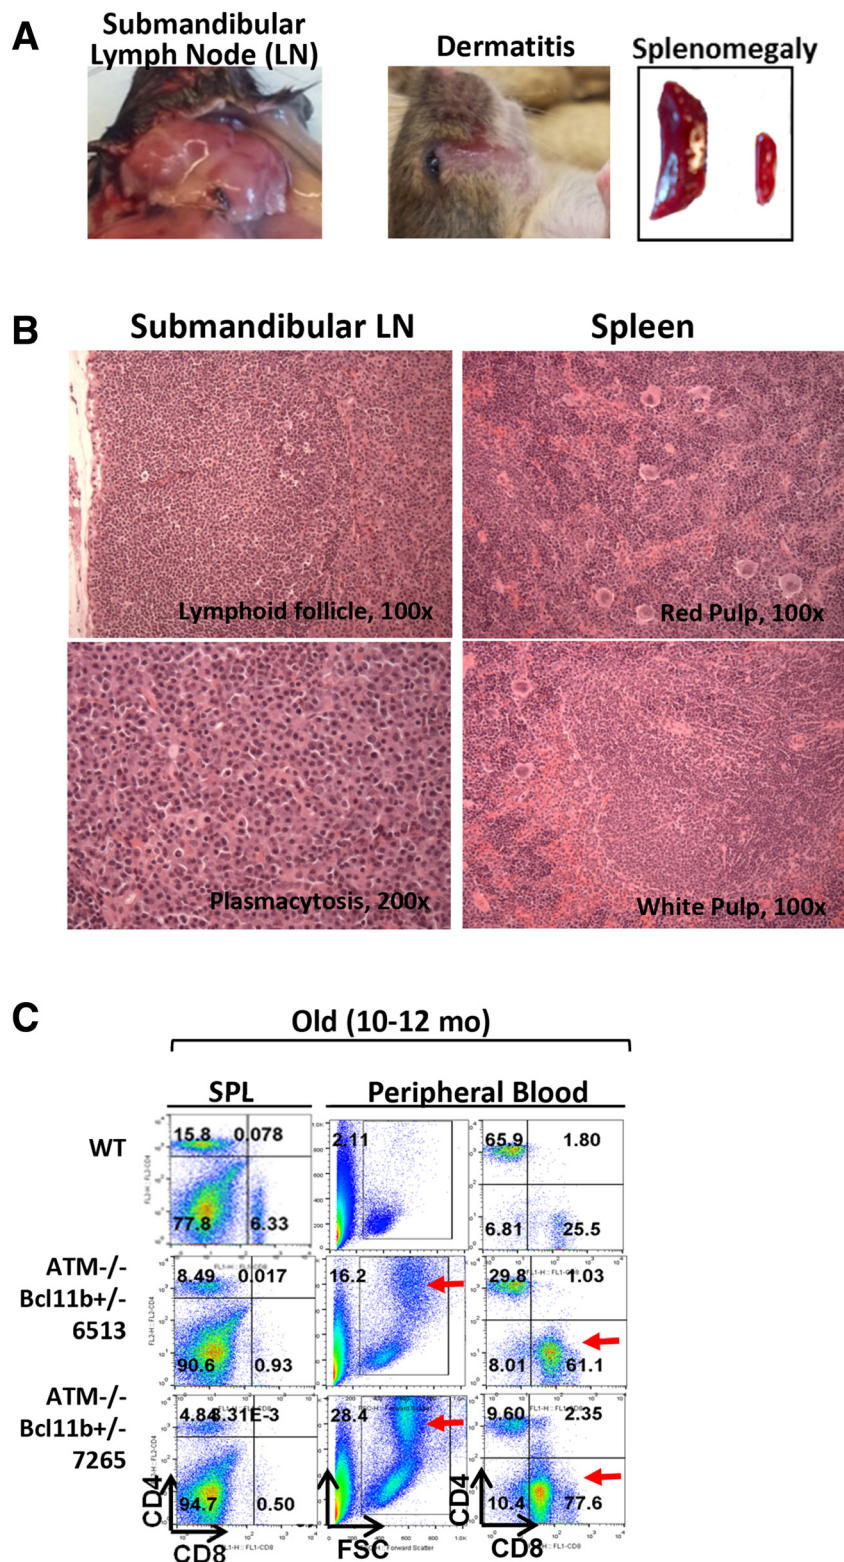 A
Submandibular
Lymph Node (LN)
Dermatitis
Splenomegaly
B
Submandibular LN
Spleen
Lymphoid follicle, 100x
Red Pulp, 100x
Plasmacytosis, 200x
White Pulp, 100x
C
Old (10-12 mo)
SPL
Peripheral Blood
WT
15.8 0.078
77.8 6.33
2.11
65.9 1.80
6.81 25.5
ATM-/-
Bcl11b+/-
6513
8.49 0.017
90.6 0.93
16.2
29.8 1.03
8.01 61.1
ATM-/-
Bcl11b+/-
7265
4.84 8.31E-3
94.7 0.50
28.4
9.60 2.35
10.4 77.6
CD4
CD8
FSC
CD4
CD8